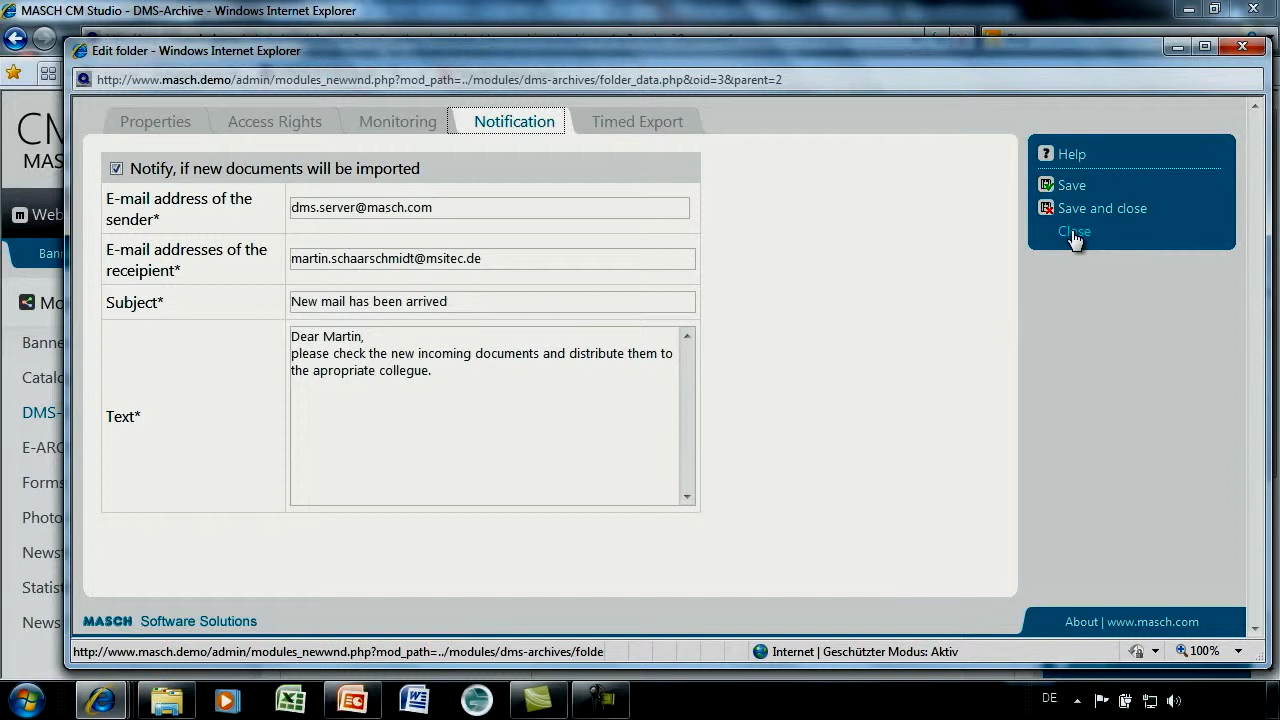 MASCH CM Studio - DMS-Archive - Windows Internet Explorer
Edit folder - Windows Internet Explorer
http://www.masch.demo/admin/modules_newwnd.php?mod_path=../modules/dms-archives/folder_data.php&oid=3&parent=2
Properties
Access Rights
Monitoring
Notification
Timed Export
CM
MAS
Web
Bann
Mo
Banne
Catalo
DMS-
E-ARC
Forms
Photo
News
Statis
News
Notify, if new documents will be imported
E-mail address of the
sender*
dms.server@masch.com
E-mail addresses of the
receipient*
martin.schaarschmidt@msitec.de
Subject*
New mail has been arrived
Text*
Dear Martin,
please check the new incoming documents and distribute them to
the apropriate collegue.
Help
Save
Save and close
Close
MASCH Software Solutions
About | www.masch.com
http://www.masch.demo/admin/modules_newwnd.php?mod_path=../modules/dms-archives/folde
Internet | Geschützter Modus: Aktiv
100%
DE